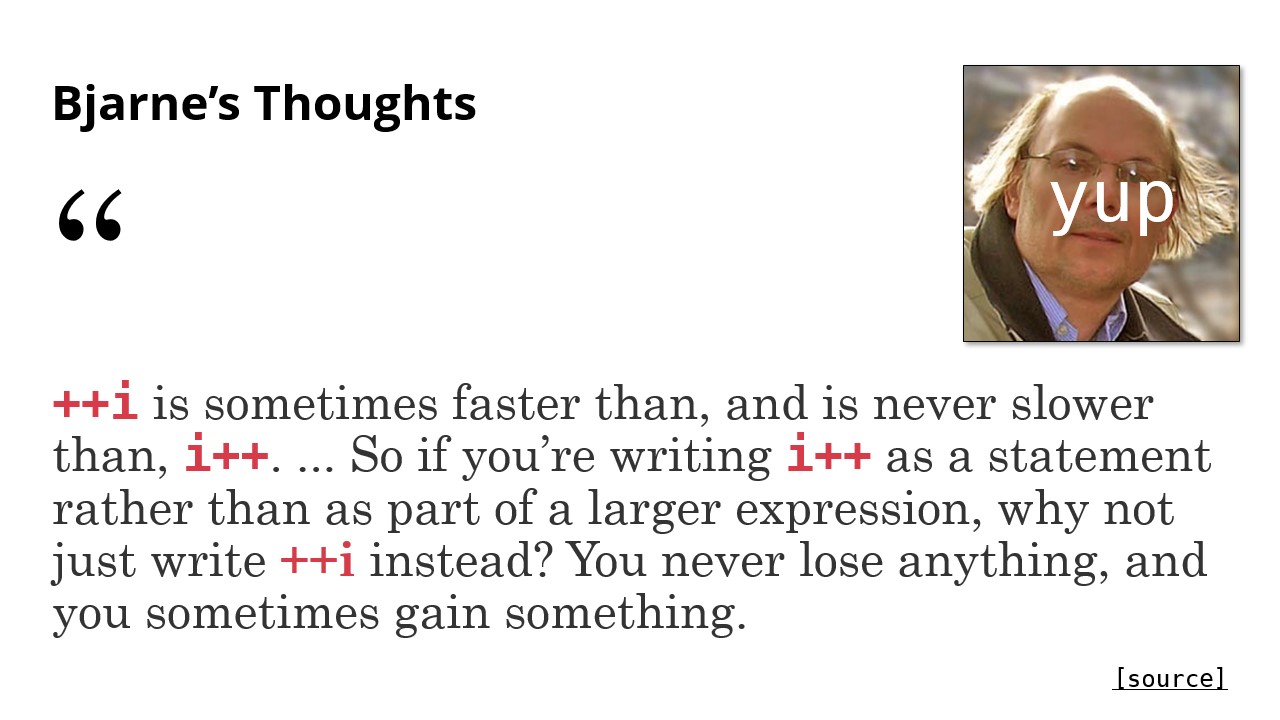 Bjarne’s Thoughts
“
yup
++i is sometimes faster than, and is never slower
than, i++. ... So if you’re writing i++ as a statement
rather than as part of a larger expression, why not
just write ++i instead? You never lose anything, and
you sometimes gain something.
[source]